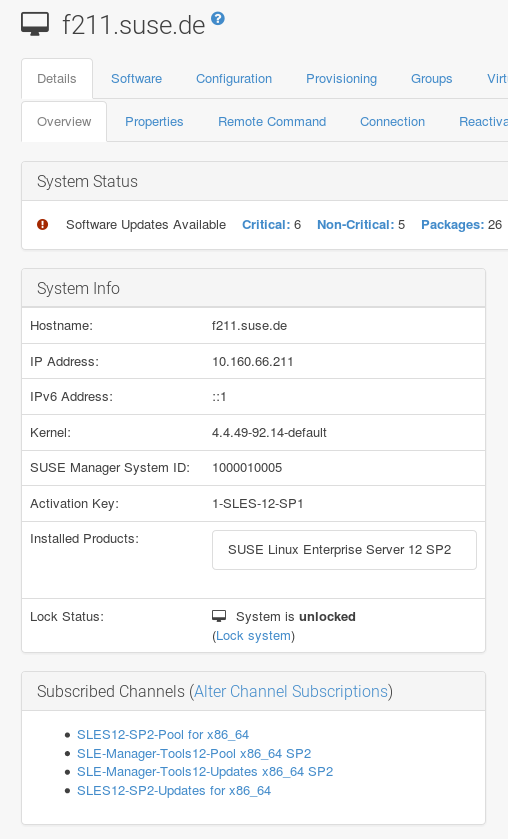 f211.suse.de ?
Details Software Configuration Provisioning Groups Virt
Overview Properties Remote Command Connection Reactiva
System Status
Software Updates Available Critical: 6 Non-Critical: 5 Packages: 26
System Info
Hostname: f211.suse.de
IP Address: 10.160.66.211
IPv6 Address: ::1
Kernel: 4.4.49-92.14-default
SUSE Manager System ID: 1000010005
Activation Key: 1-SLES-12-SP1
Installed Products: SUSE Linux Enterprise Server 12 SP2
Lock Status: System is unlocked
(Lock system)
Subscribed Channels (Alter Channel Subscriptions)
• SLES12-SP2-Pool for x86_64
• SLE-Manager-Tools12-Pool x86_64 SP2
• SLE-Manager-Tools12-Updates x86_64 SP2
• SLES12-SP2-Updates for x86_64